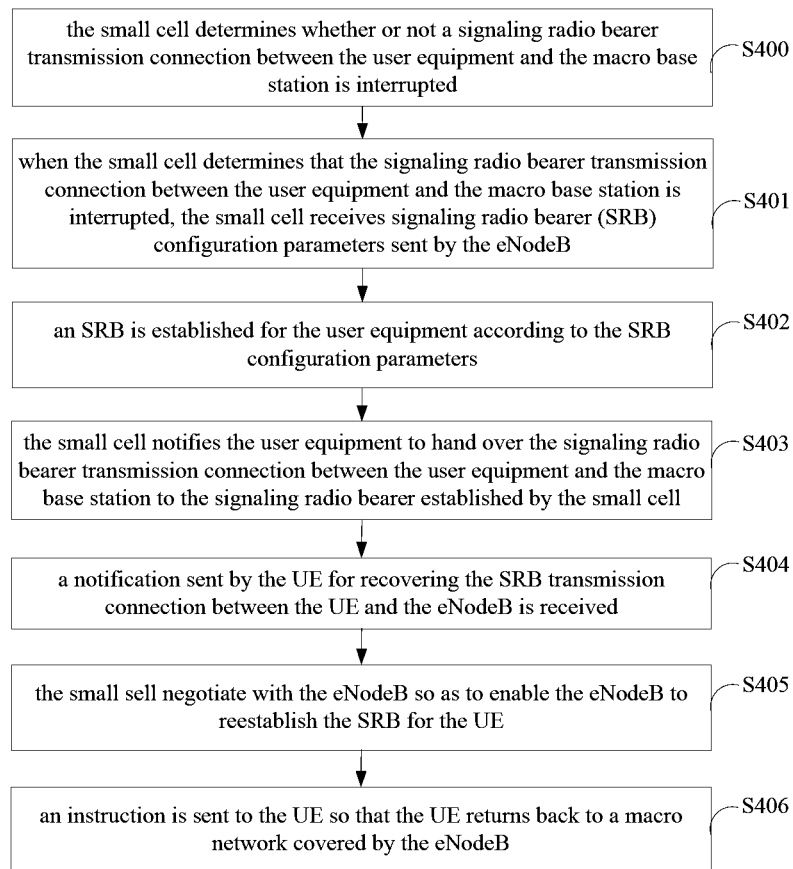 the small cell determines whether or not a signaling radio bearer
transmission connection between the user equipment and the macro base
station is interrupted
S400
when the small cell determines that the signaling radio bearer transmission
connection between the user equipment and the macro base station is
interrupted, the small cell receives signaling radio bearer (SRB)
configuration parameters sent by the eNodeB
S401
an SRB is established for the user equipment according to the SRB
configuration parameters
S402
the small cell notifies the user equipment to hand over the signaling radio
bearer transmission connection between the user equipment and the macro
base station to the signaling radio bearer established by the small cell
S403
a notification sent by the UE for recovering the SRB transmission
connection between the UE and the eNodeB is received
S404
the small sell negotiate with the eNodeB so as to enable the eNodeB to
reestablish the SRB for the UE
S405
an instruction is sent to the UE so that the UE returns back to a macro
network covered by the eNodeB
S406